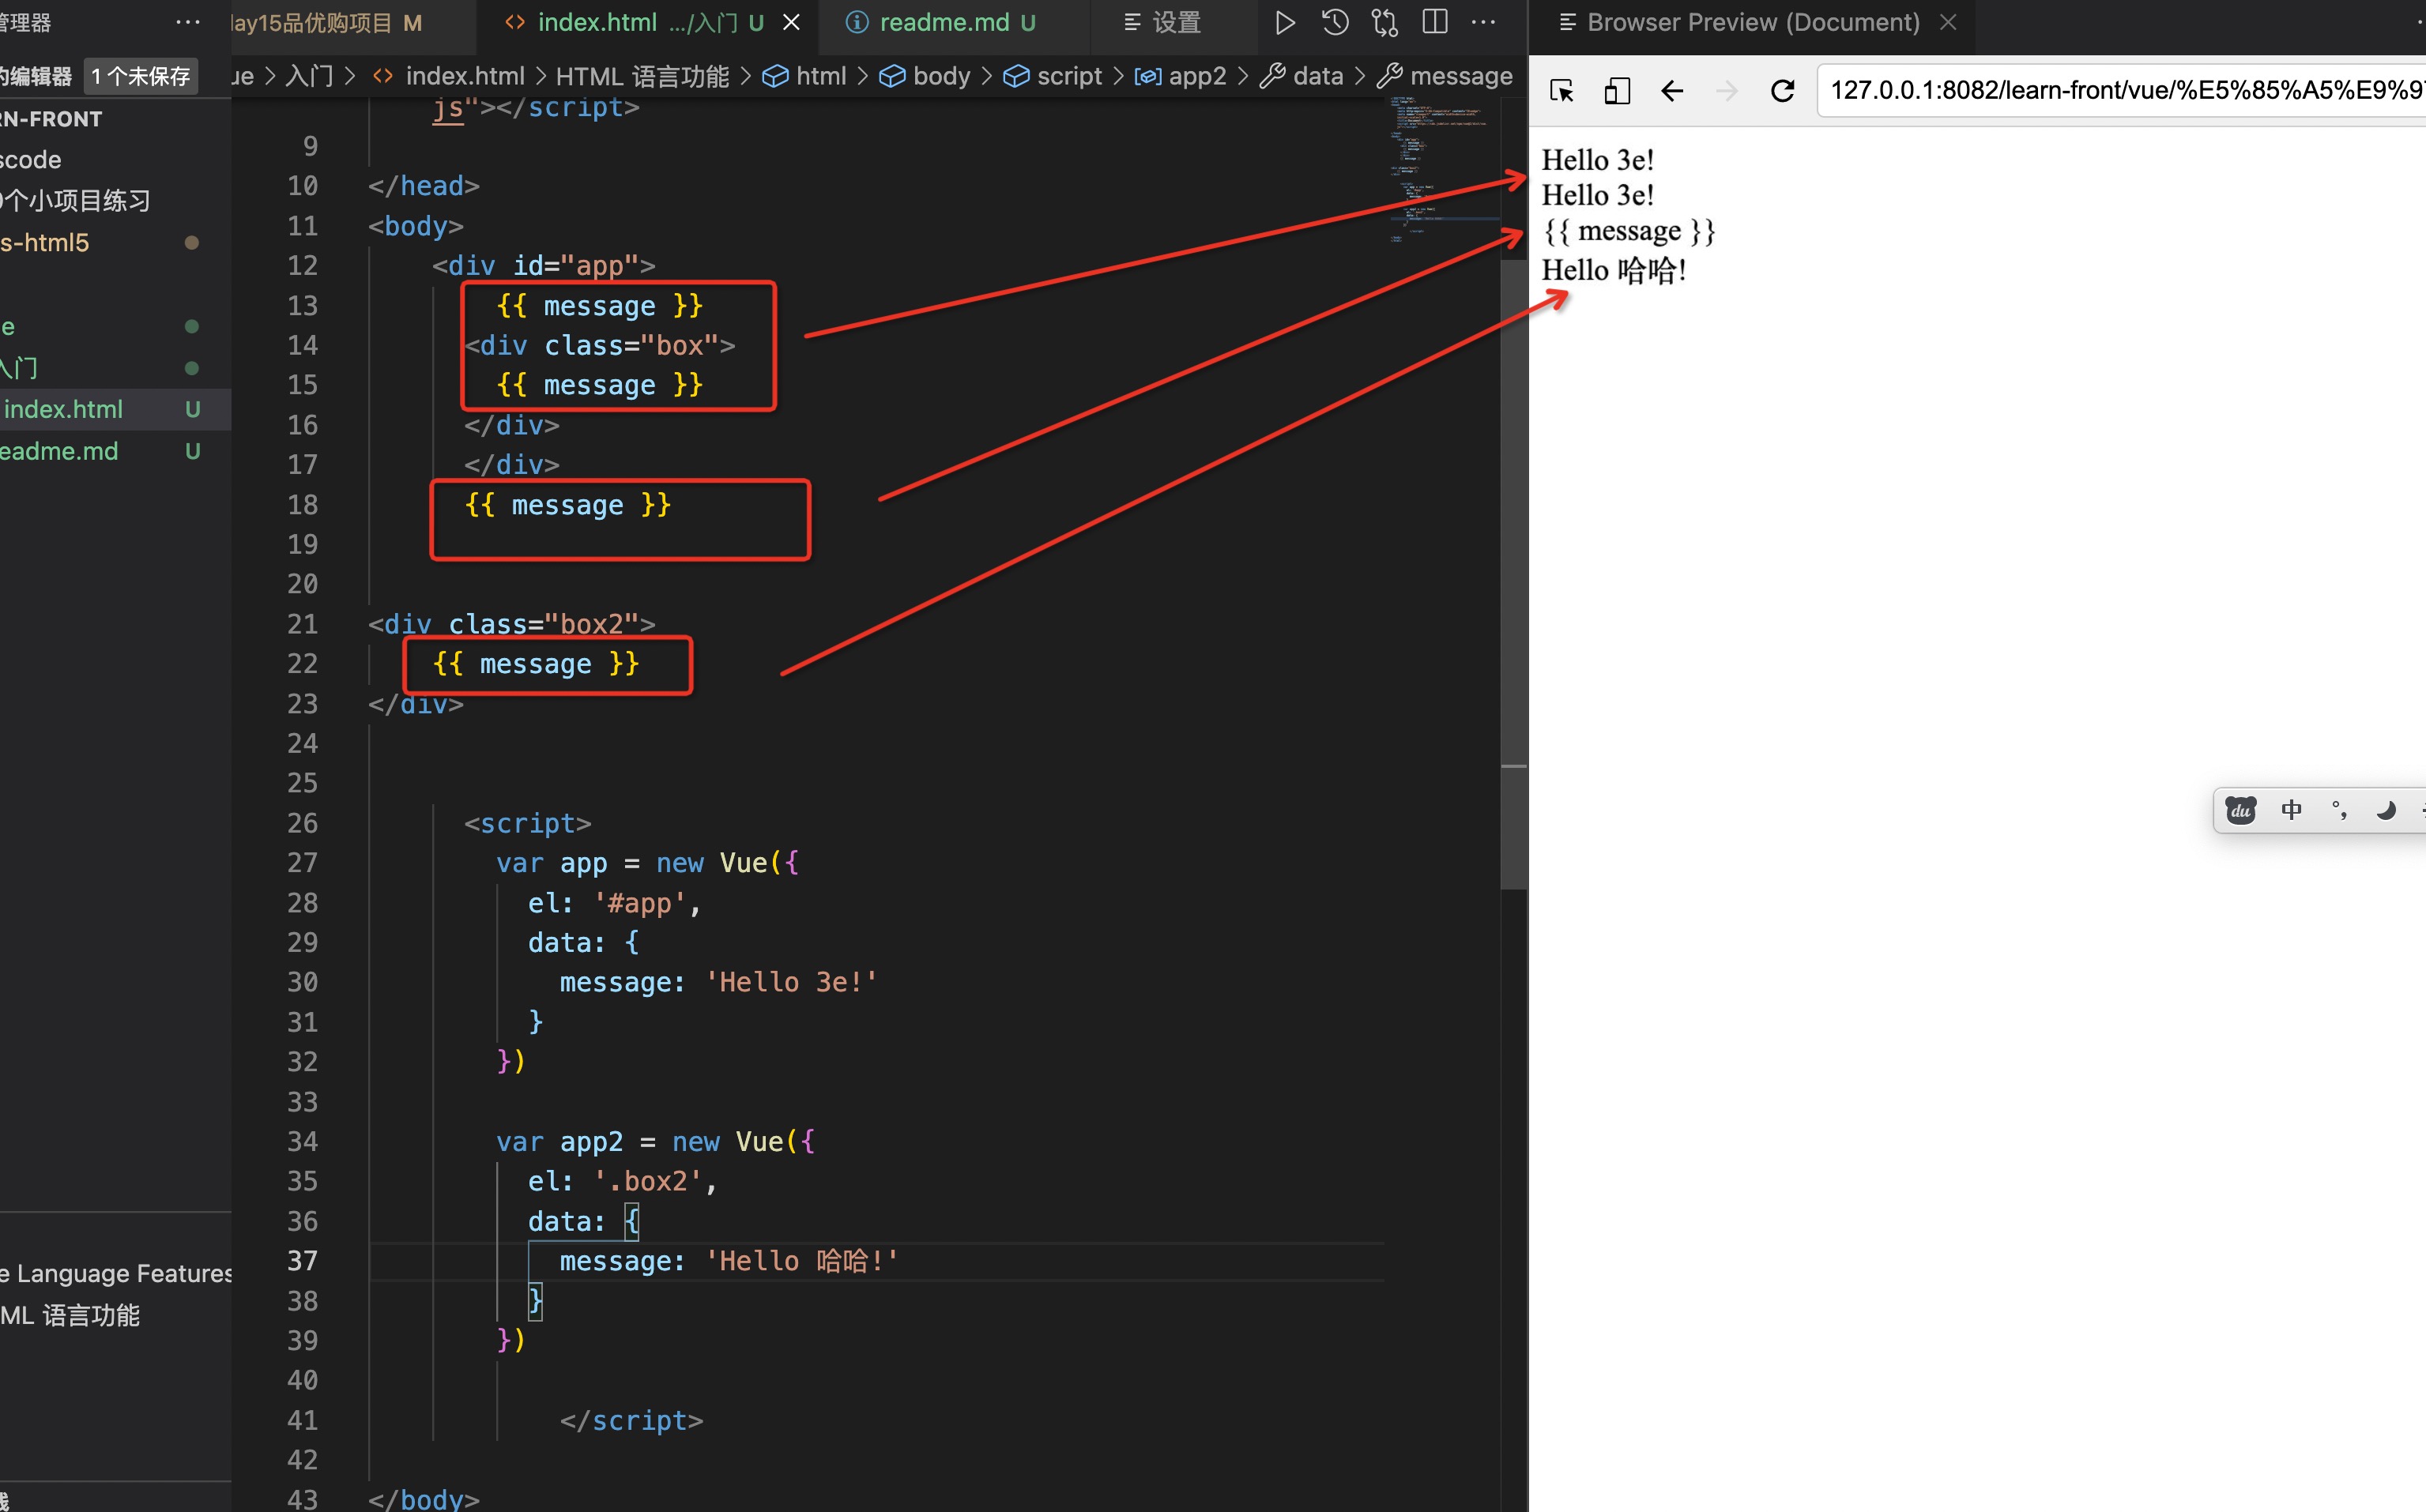 管理器
的编辑器 1 个未保存
RN-FRONT
scode
0个小项目练习
s-html5
e
入门
index.html U
eadme.md U
e Language Features
ML 语言功能
栈
day15品优购项目 M
index.html .../入门 U
readme.md U
设置
ue > 入门 > index.html > HTML 语言功能 > html > body > script > app2 > data > message
js"></script>
9
10 </head>
11 <body>
12 <div id="app">
13 {{ message }}
14 <div class="box">
15 {{ message }}
16 </div>
17 </div>
18 {{ message }}
19
20
21 <div class="box2">
22 {{ message }}
23 </div>
24
25
26 <script>
27 var app = new Vue({
28 el: '#app',
29 data: {
30 message: 'Hello 3e!'
31 }
32 })
33
34 var app2 = new Vue({
35 el: '.box2',
36 data: {
37 message: 'Hello 哈哈!'
38 }
39 })
40
41 </script>
42
43 </body>
Browser Preview (Document)
127.0.0.1:8082/learn-front/vue/%E5%85%A5%E9%97
Hello 3e!
Hello 3e!
{{ message }}
Hello 哈哈!
du 中 °,